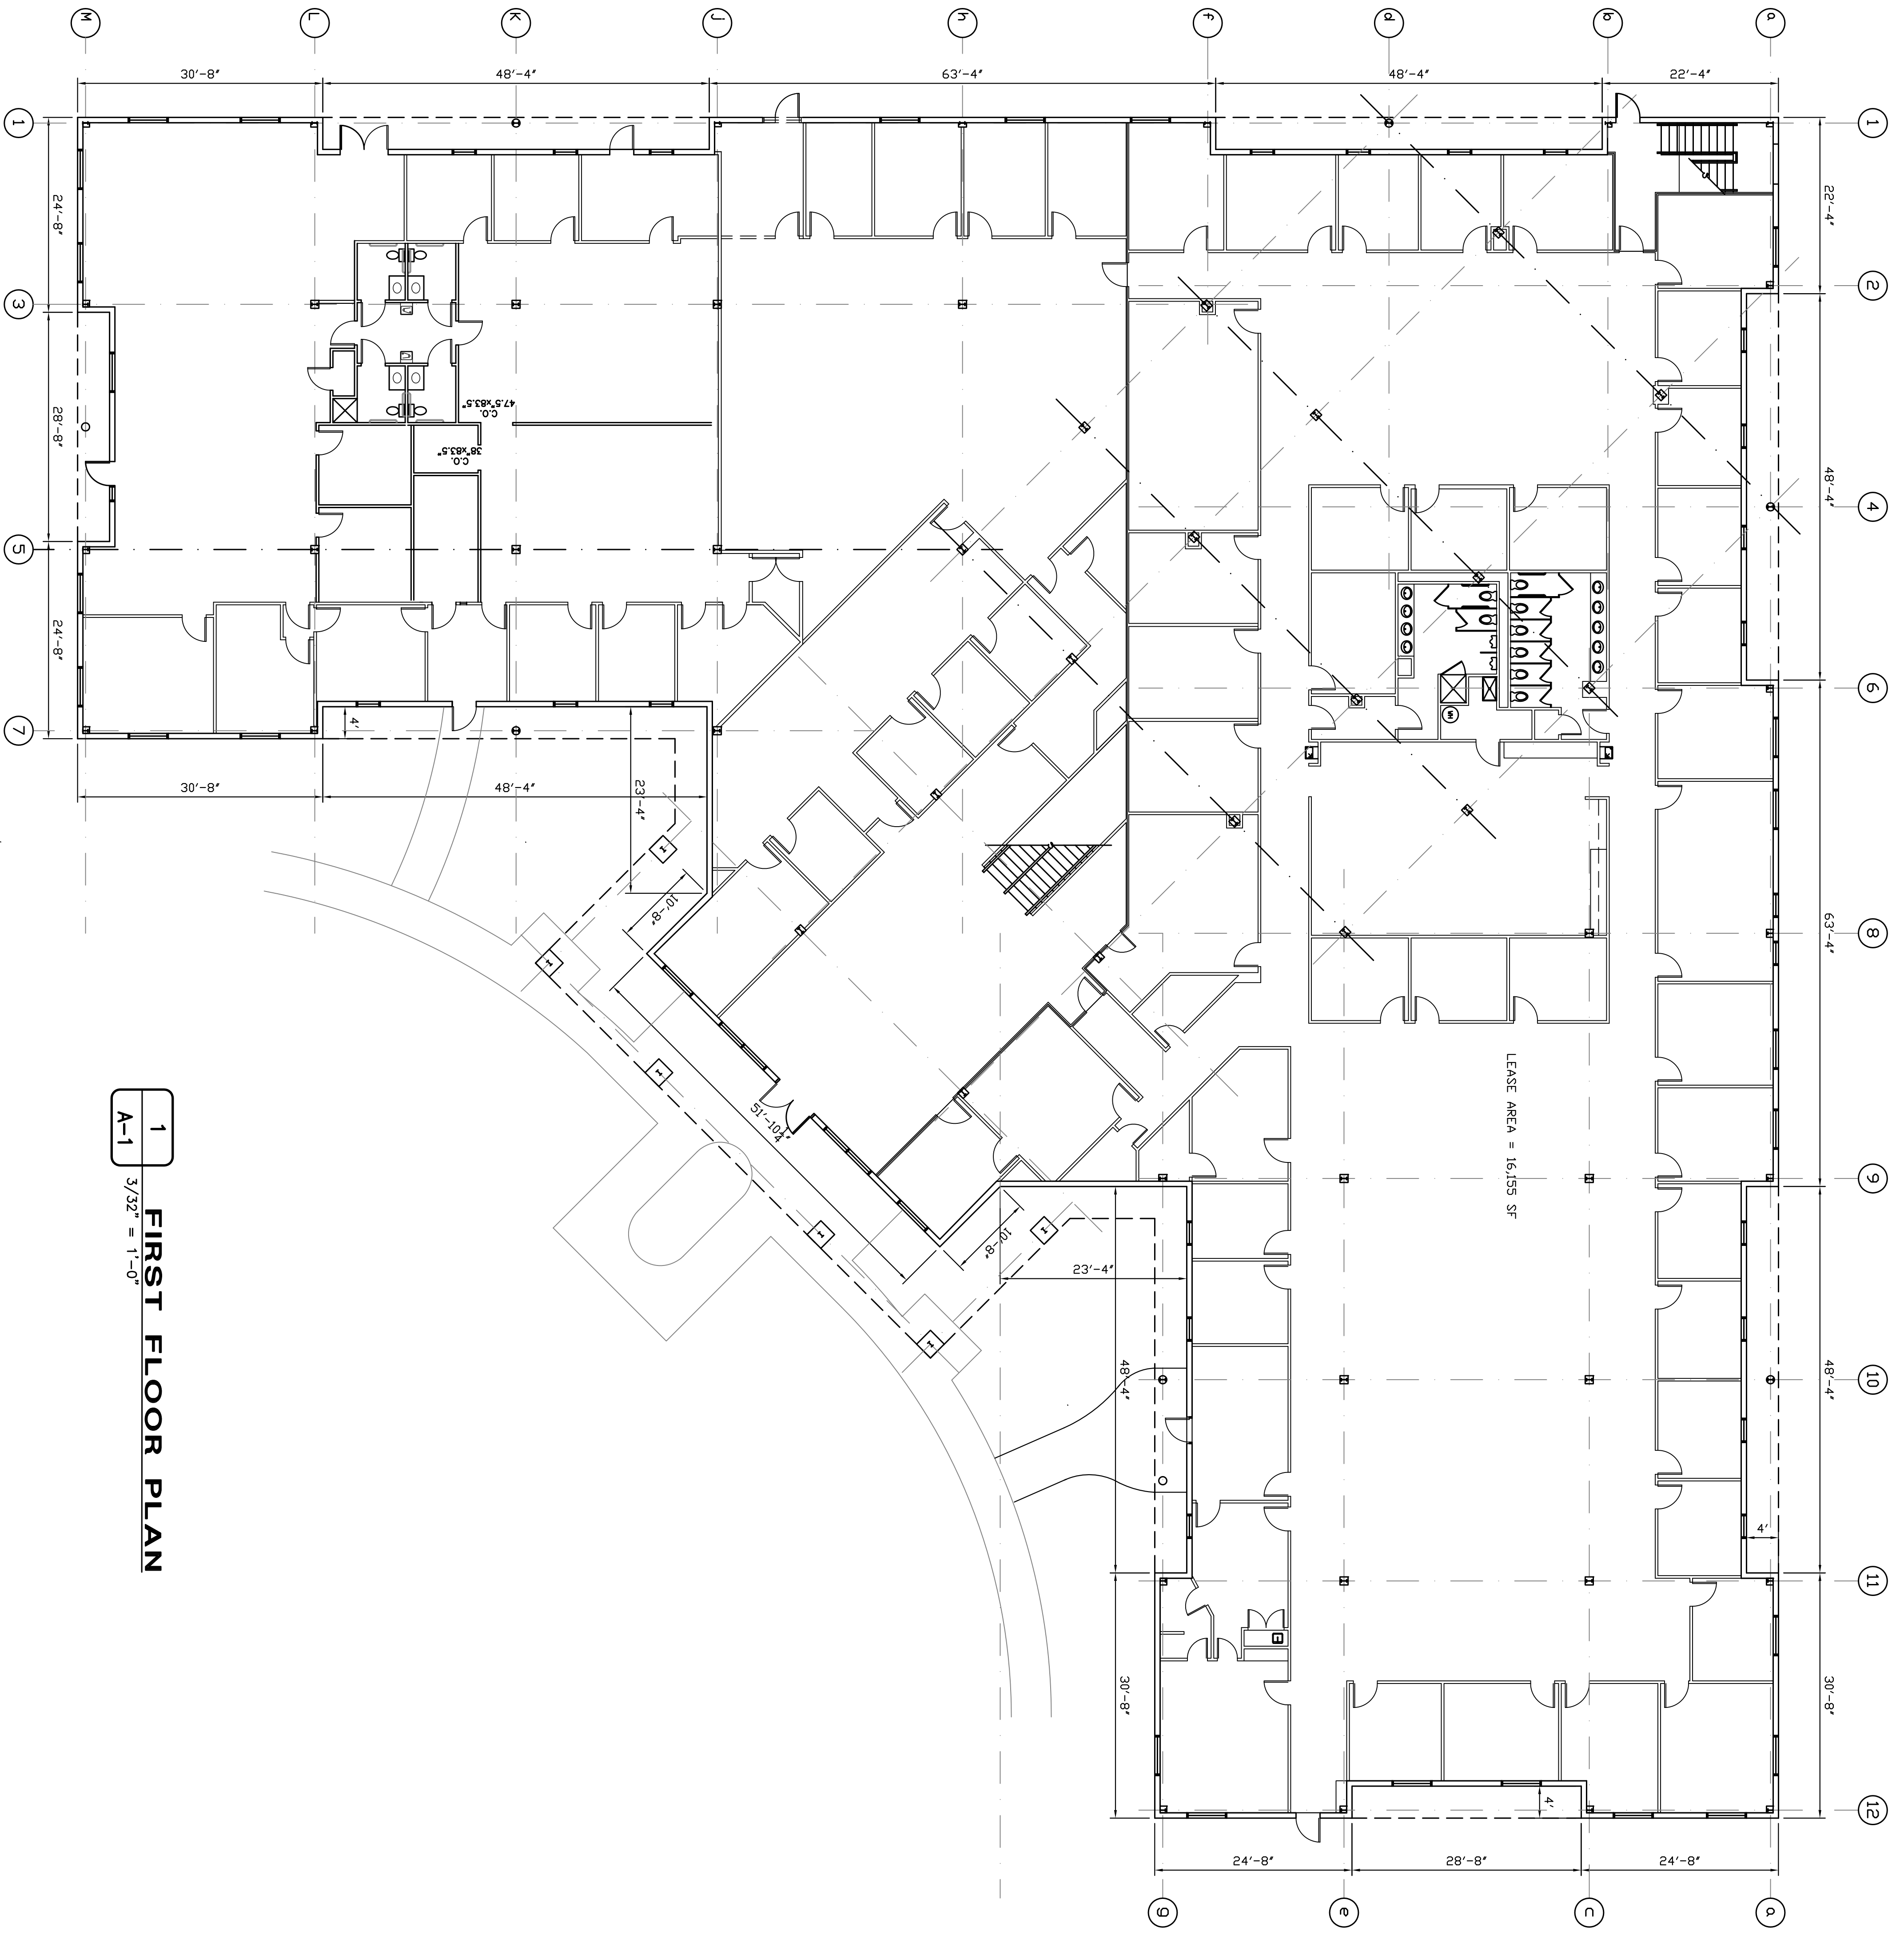 M L K j h f d b a
30'-8" 48'-4" 63'-4" 48'-4" 22'-4"
1 1
24'-8" 22'-4"
2
3
48'-4"
28'-8"
47.5"x83.5"
C.O.
38"x83.5"
C.O.
4
5
24'-8"
6
7
4'
WH
30'-8" 48'-4"
23'-4"
10'-8"
63'-4"
8
LEASE AREA = 16,155 SF
51'-10¼"
9
10'-8"
23'-4"
48'-4"
48'-4"
10
4'
11
30'-8"
30'-8"
4'
12
24'-8" 28'-8" 24'-8"
g e c a
1
A-1
FIRST FLOOR PLAN
3/32" = 1'-0"